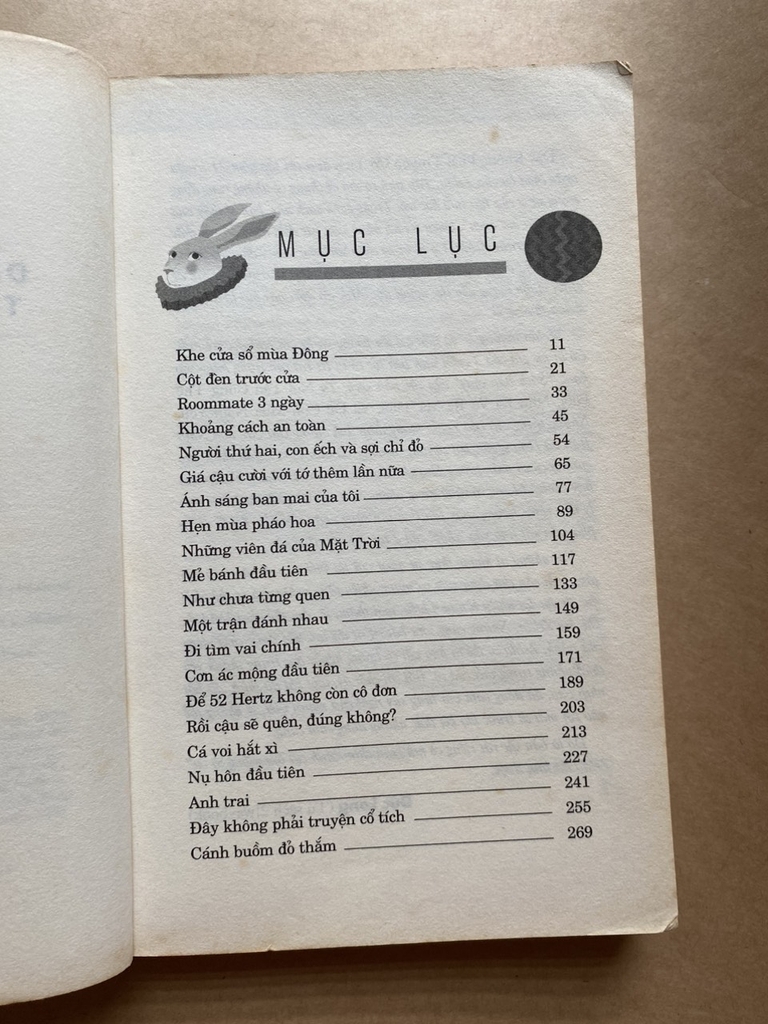 MỤC LỤC
Khe cửa sổ mùa Đông 11
Cột đèn trước cửa 21
Roommate 3 ngày 33
Khoảng cách an toàn 45
Người thứ hai, con ếch và sợi chỉ đỏ 54
Giá cậu cười với tớ thêm lần nữa 65
Ánh sáng ban mai của tôi 77
Hẹn mùa pháo hoa 89
Những viên đá của Mặt Trời 104
Mẻ bánh đầu tiên 117
Như chưa từng quen 133
Một trận đánh nhau 149
Đi tìm vai chính 159
Cơn ác mộng đầu tiên 171
Để 52 Hertz không còn cô đơn 189
Rồi cậu sẽ quên, đúng không? 203
Cá voi hắt xì 213
Nụ hôn đầu tiên 227
Anh trai 241
Đây không phải truyện cổ tích 255
Cánh buồm đỏ thắm 269